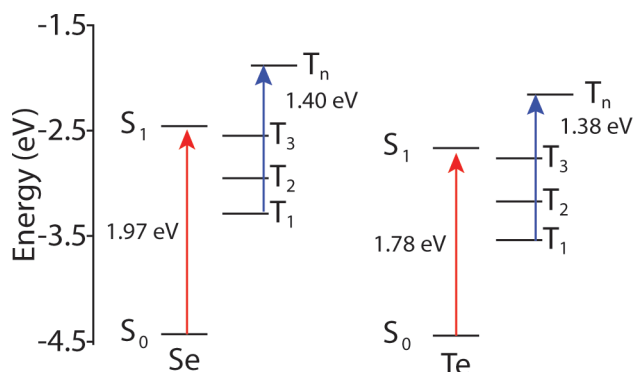 Energy (eV)
-1.5
-2.5
-3.5
-4.5
Tn
1.40 eV
S1
T3
T2
T1
1.97 eV
S0
Se
Tn
1.38 eV
S1
T3
T2
T1
1.78 eV
S0
Te